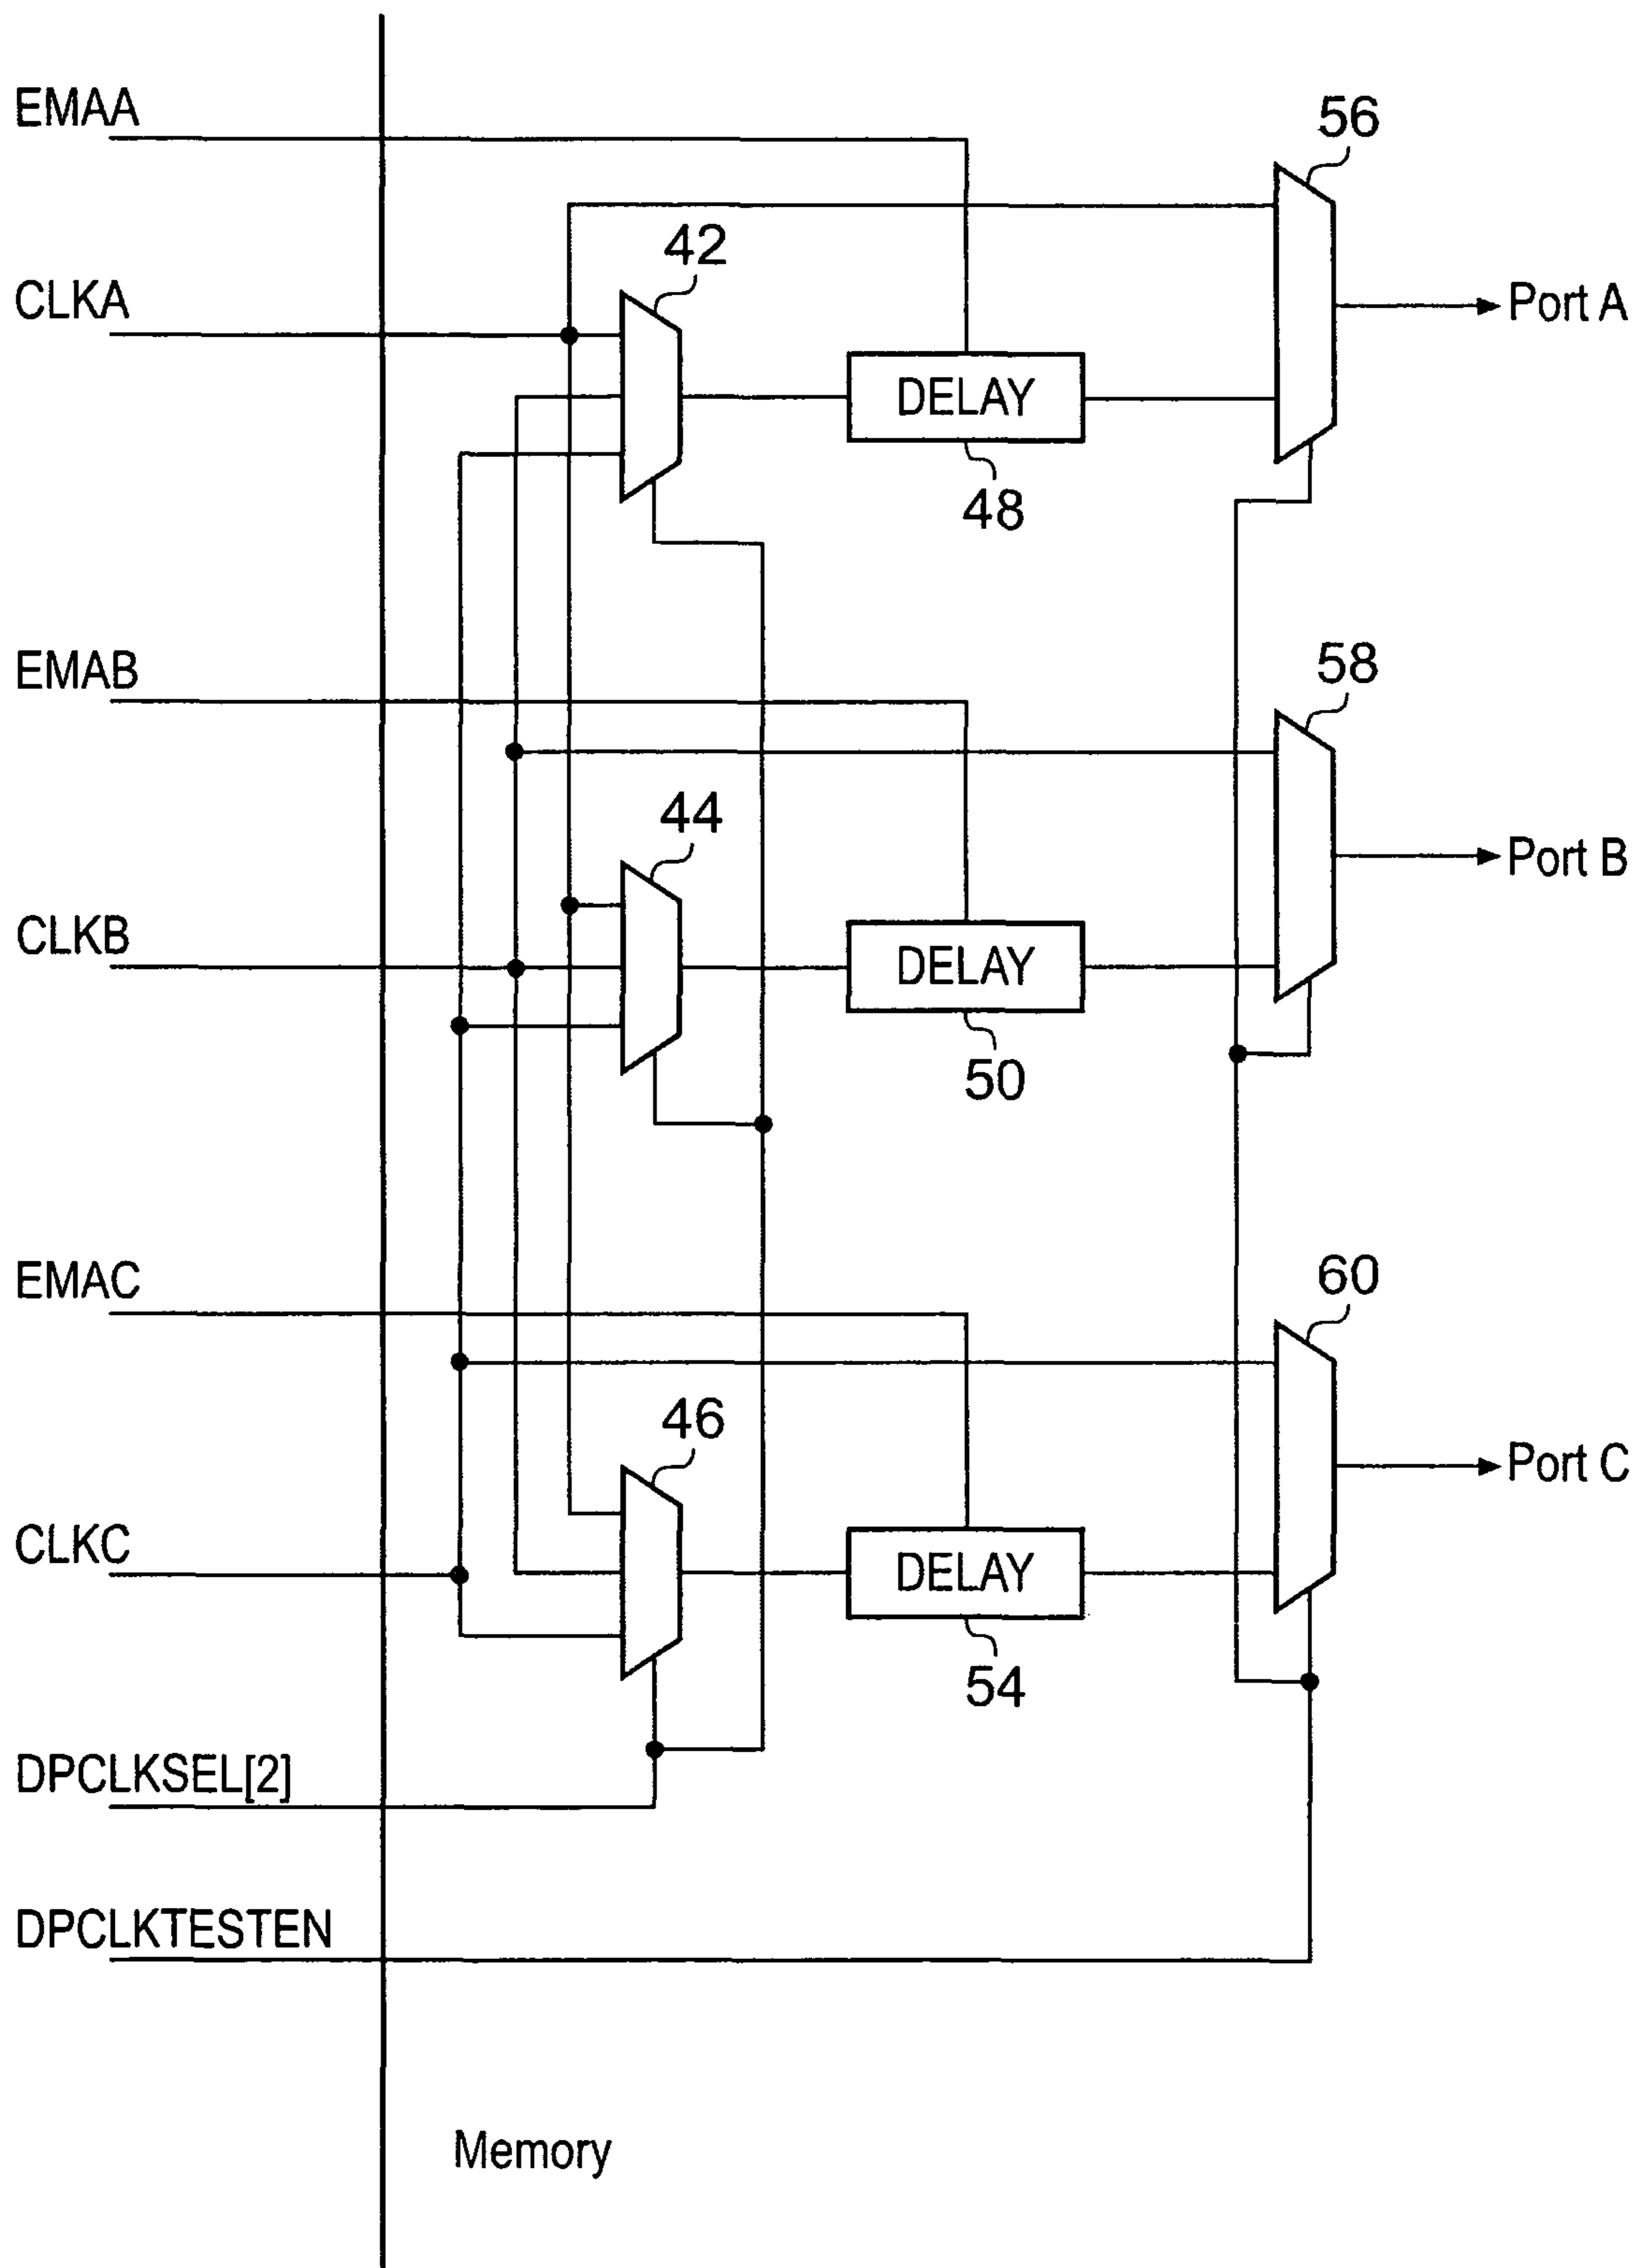 EMAA
56
42
CLKA
Port A
DELAY
48
EMAB
58
44
Port B
CLKB
DELAY
50
EMAC
60
46
Port C
CLKC
DELAY
54
DPCLKSEL[2]
DPCLKTESTEN
Memory